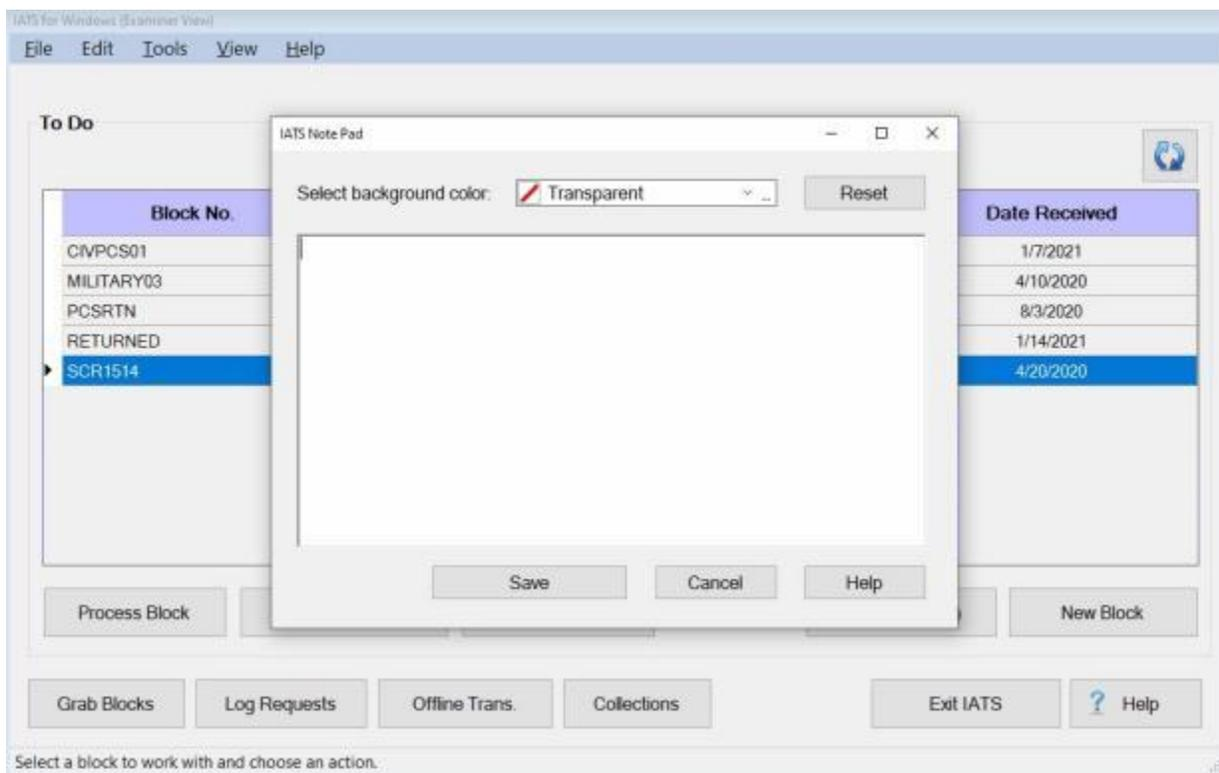 IATS for Windows (Examiner View)
File Edit Tools View Help
To Do
IATS Note Pad
Select background color: Transparent ... Reset
Block No. Date Received
CIVPCS01 1/7/2021
MILITARY03 4/10/2020
PCSRTN 8/3/2020
RETURNED 1/14/2021
SCR1514 4/20/2020
Save Cancel Help
Process Block New Block
Grab Blocks Log Requests Offline Trans. Collections Exit IATS ? Help
Select a block to work with and choose an action.